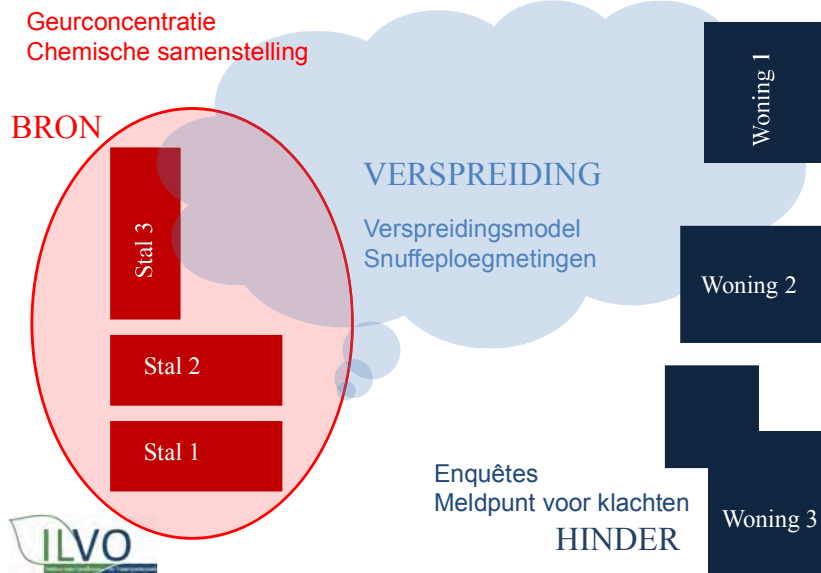 Geurconcentratie
Chemische samenstelling
BRON
Stal 3
Stal 2
Stal 1
VERSPREIDING
Verspreidingsmodel
Snuffeploegmetingen
Woning 1
Woning 2
Enquêtes
Meldpunt voor klachten
HINDER
Woning 3
ILVO